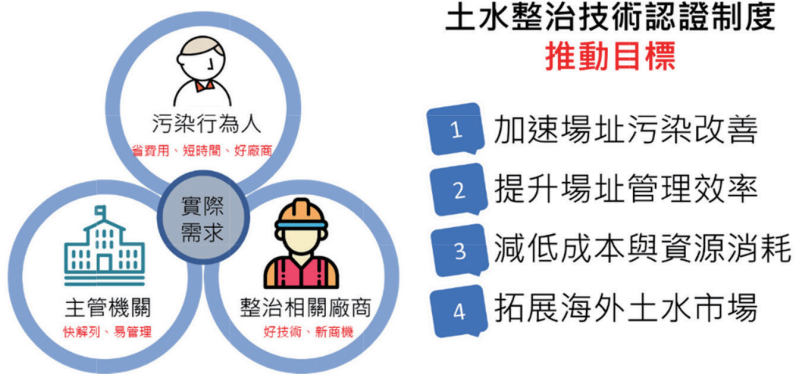 污染行為人
省費用、短時間、好廠商
實際
需求
主管機關
快解列、易管理
整治相關廠商
好技術、新商機
土水整治技術認證制度
推動目標
1 加速場址污染改善
2 提升場址管理效率
3 減低成本與資源消耗
4 拓展海外土水市場